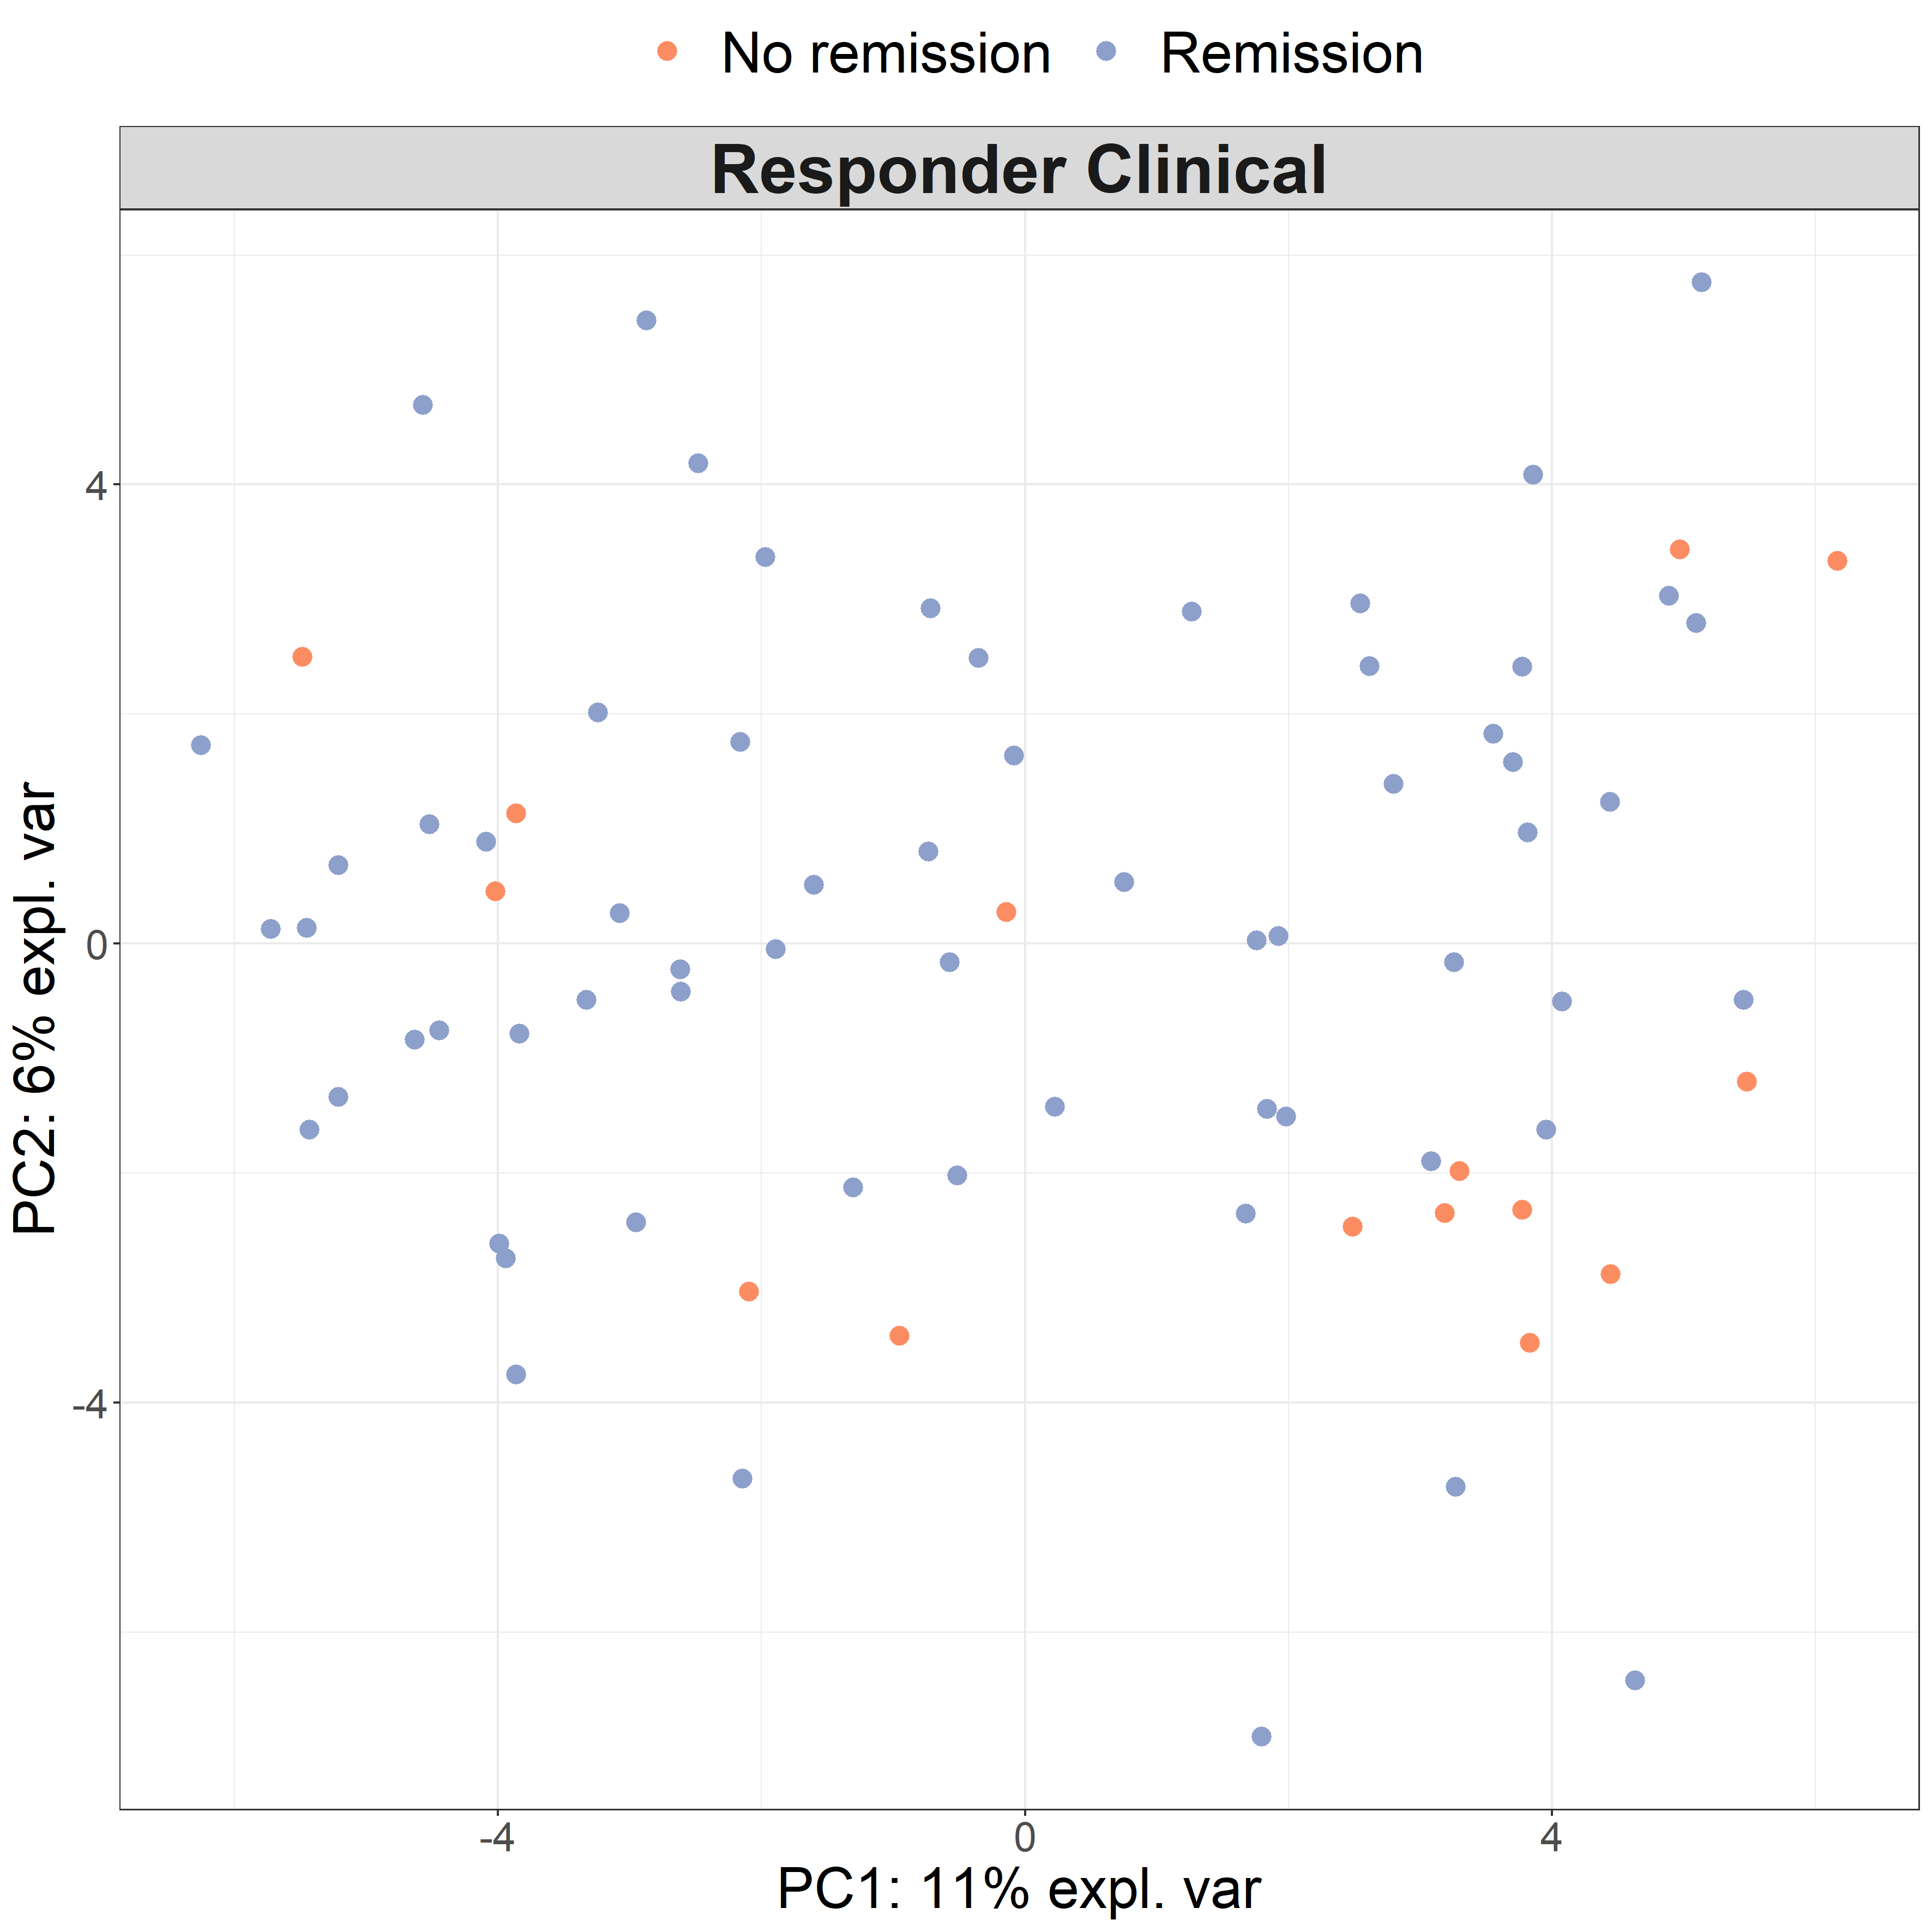 No remission Remission
Responder Clinical
4
0
-4
PC2: 6% expl. var
-4 0 4
PC1: 11% expl. var